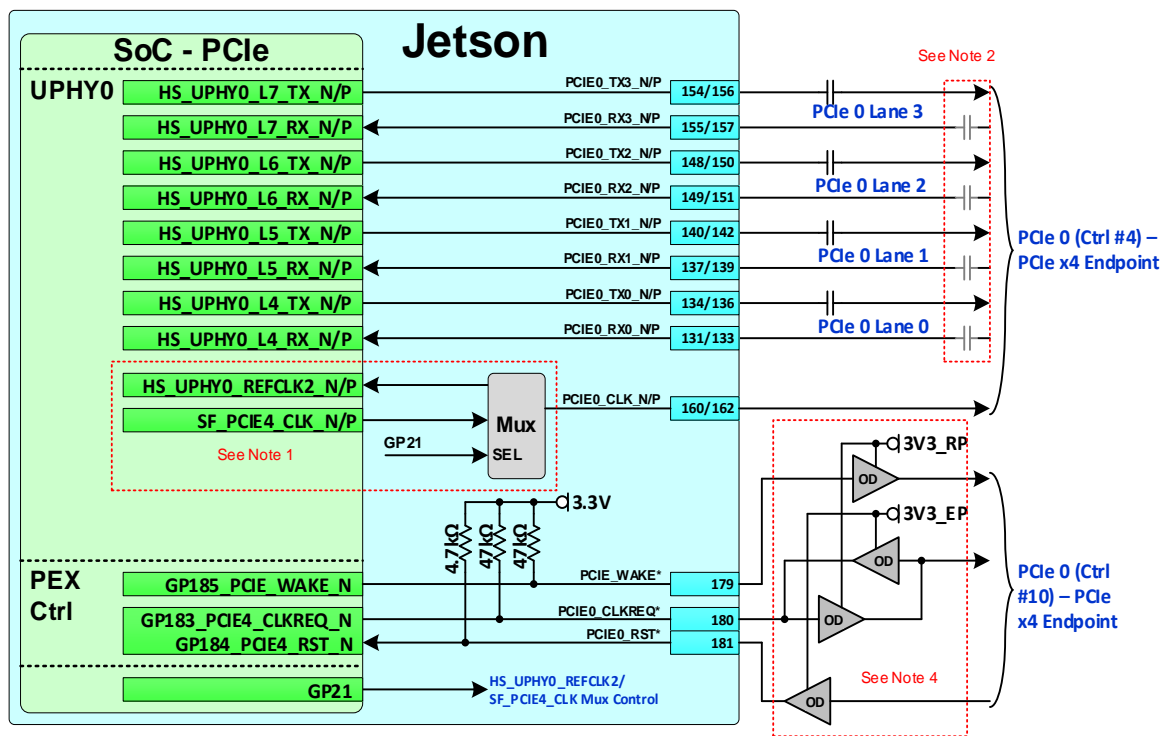 Jetson
SoC - PCIe
See Note 2
UPHY0
HS_UPHY0_L7_TX_N/P
PCIE0_TX3_N/P
154/156
PCIe 0 Lane 3
HS_UPHY0_L7_RX_N/P
PCIE0_RX3_N/P
155/157
HS_UPHY0_L6_TX_N/P
PCIE0_TX2_N/P
148/150
PCIe 0 Lane 2
HS_UPHY0_L6_RX_N/P
PCIE0_RX2_N/P
149/151
HS_UPHY0_L5_TX_N/P
PCIE0_TX1_N/P
140/142
PCIe 0 Lane 1
HS_UPHY0_L5_RX_N/P
PCIE0_RX1_N/P
137/139
HS_UPHY0_L4_TX_N/P
PCIE0_TX0_N/P
134/136
PCIe 0 Lane 0
HS_UPHY0_L4_RX_N/P
PCIE0_RX0_N/P
131/133
PCIe 0 (Ctrl #4) –
PCIe x4 Endpoint
HS_UPHY0_REFCLK2_N/P
SF_PCIE4_CLK_N/P
Mux
SEL
GP21
See Note 1
PCIE0_CLK_N/P
160/162
3V3_RP
OD
3V3_EP
OD
OD
OD
See Note 4
3.3V
4.7kΩ
47kΩ
47kΩ
PEX
Ctrl
GP185_PCIE_WAKE_N
PCIE_WAKE*
179
GP183_PCIE4_CLKREQ_N
PCIE0_CLKREQ*
180
GP184_PCIE4_RST_N
PCIE0_RST*
181
PCIe 0 (Ctrl
#10) – PCIe
x4 Endpoint
GP21
HS_UPHY0_REFCLK2/
SF_PCIE4_CLK Mux Control